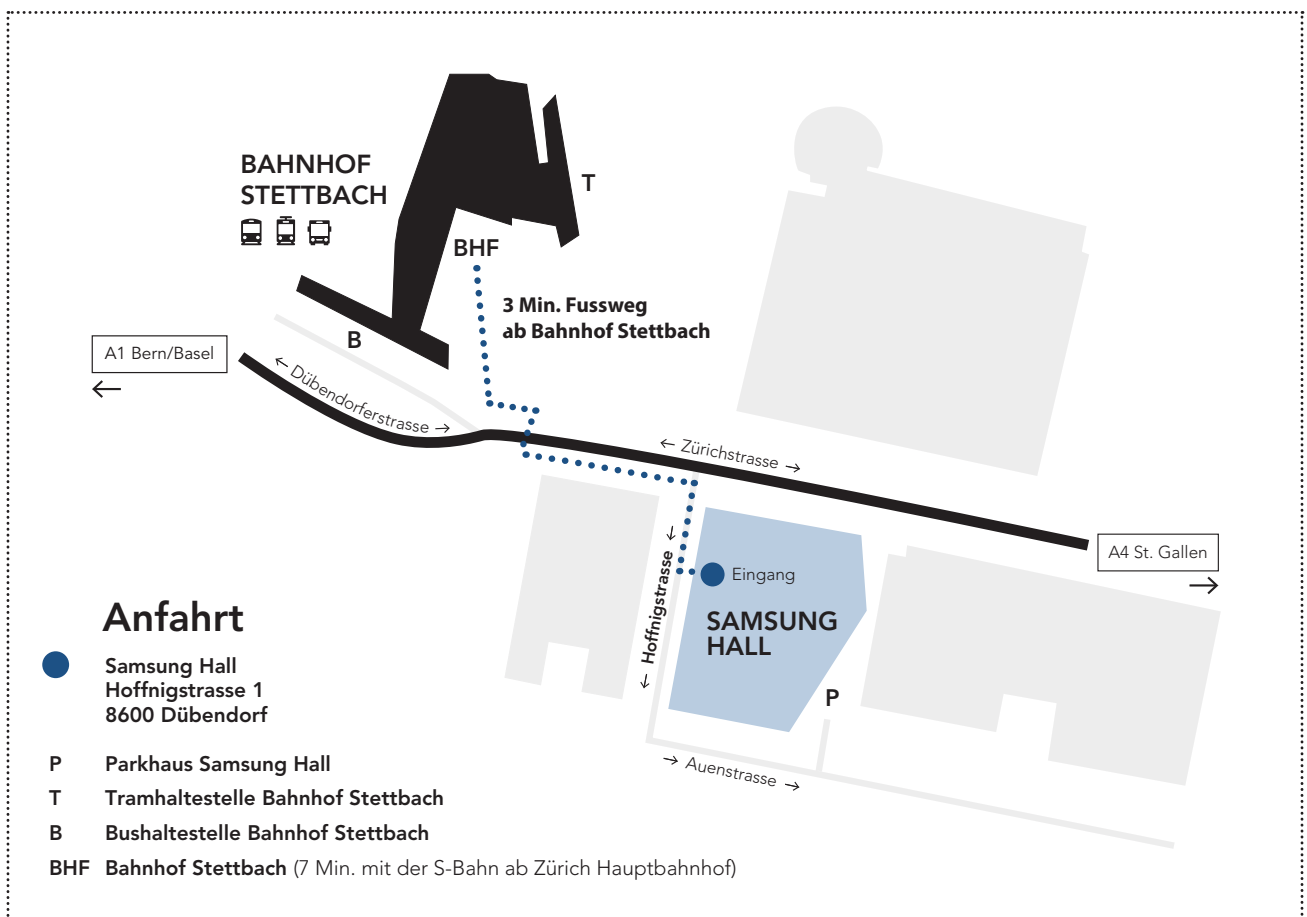 BAHNHOF
STETTBACH
T
BHF
3 Min. Fussweg
ab Bahnhof Stettbach
B
A1 Bern/Basel
←
← Dübendorferstrasse →
← Zürichstrasse →
A4 St. Gallen
→
← Hoffnigstrasse →
Eingang
SAMSUNG
HALL
P
→ Auenstrasse →
Anfahrt
Samsung Hall
Hoffnigstrasse 1
8600 Dübendorf
P Parkhaus Samsung Hall
T Tramhaltestelle Bahnhof Stettbach
B Bushaltestelle Bahnhof Stettbach
BHF Bahnhof Stettbach (7 Min. mit der S-Bahn ab Zürich Hauptbahnhof)